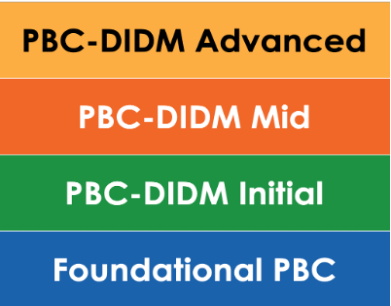 PBC-DIDM Advanced
PBC-DIDM Mid
PBC-DIDM Initial
Foundational PBC